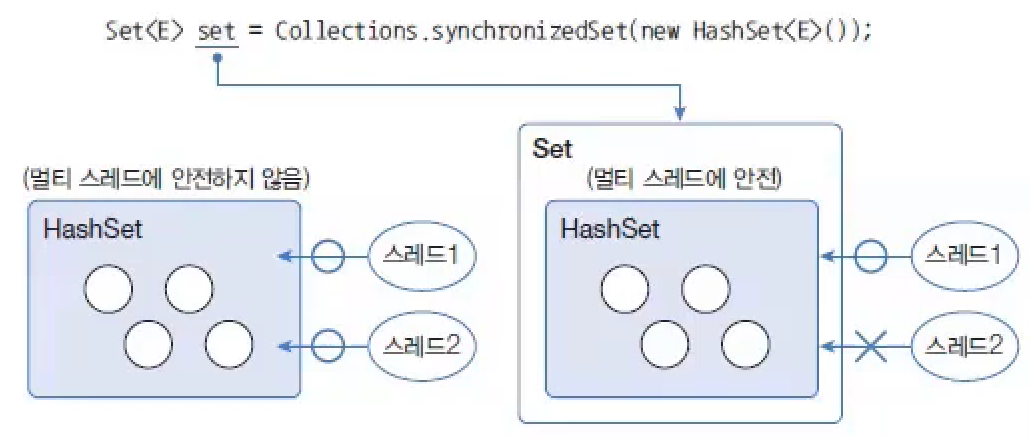 Set<E> set = Collections.synchronizedSet(new HashSet<E>());
(멀티 스레드에 안전하지 않음)
HashSet
스레드1
스레드2
Set
(멀티 스레드에 안전)
HashSet
스레드1
스레드2